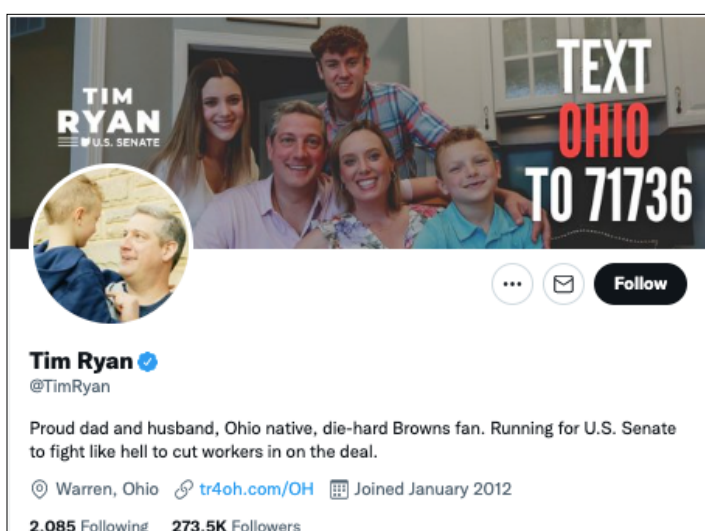 TIM
RYAN
U.S. SENATE
TEXT
OHIO
TO 71736
Follow
Tim Ryan
@TimRyan
Proud dad and husband, Ohio native, die-hard Browns fan. Running for U.S. Senate
to fight like hell to cut workers in on the deal.
Warren, Ohio tr4oh.com/OH Joined January 2012
2,085 Following 273.5K Followers